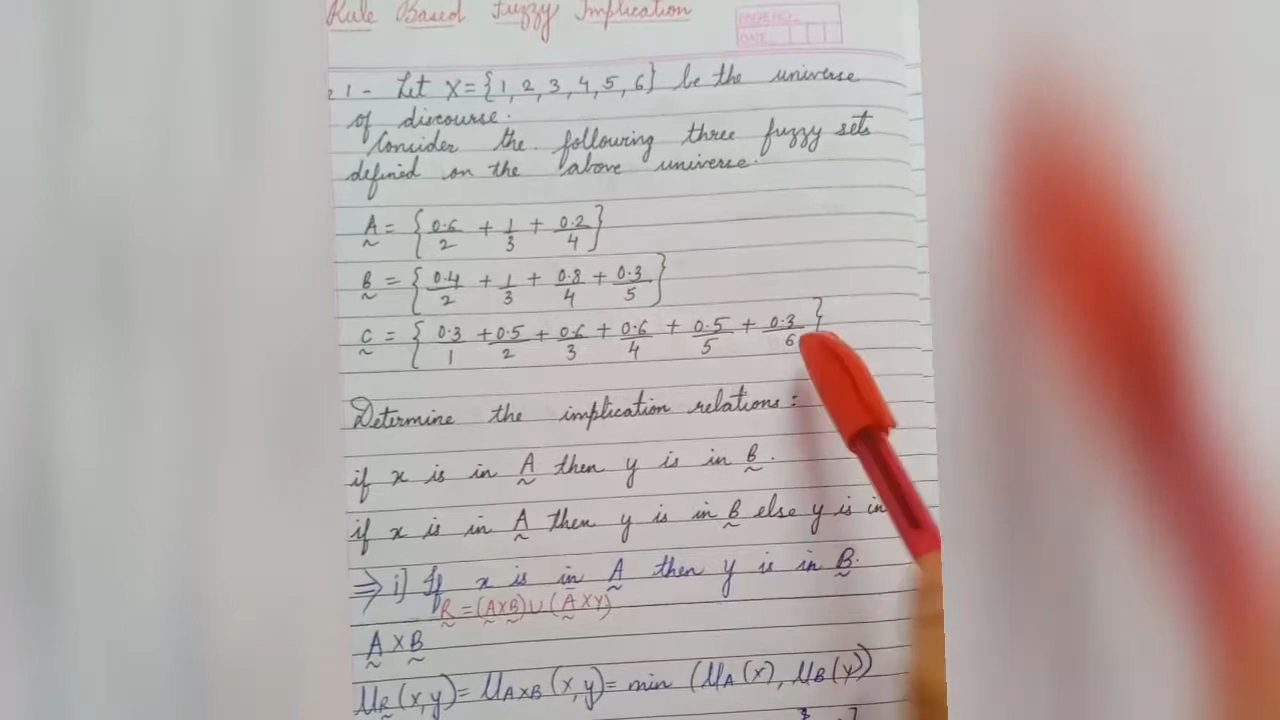 Rule Based Fuzzy Implication
PAGE NO.
DATE
1 - Let X = {1, 2, 3, 4, 5, 6} be the universe
of discourse.
Consider the following three fuzzy sets
defined on the above universe.
A̰ = {0.6/2 + 1/3 + 0.2/4}
B̰ = {0.4/2 + 1/3 + 0.8/4 + 0.3/5}
C̰ = {0.3/1 + 0.5/2 + 0.6/3 + 0.6/4 + 0.5/5 + 0.3/6}
Determine the implication relations:
if x is in A̰ then y is in B̰.
if x is in A̰ then y is in B̰ else y is in
⇒ i] If x is in A̰ then y is in B̰.
R̰ = (A̰×B̰) ∪ (A̰̅×Y)
A̰ × B̰
μR̰(x,y) = μA×B(x,y) = min (μA(x), μB(y))